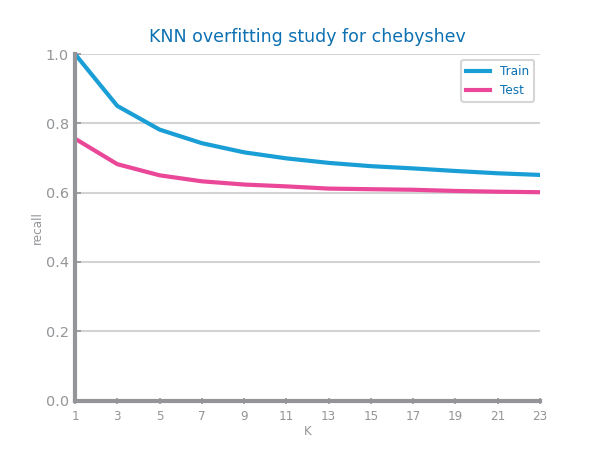 KNN overfitting study for chebyshev
1.0
0.8
0.6
0.4
0.2
0.0
recall
Train
Test
1 3 5 7 9 11 13 15 17 19 21 23
K